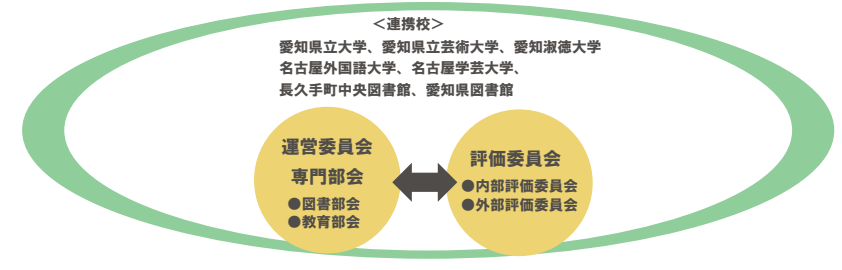 ＜連携校＞
愛知県立大学、愛知県立芸術大学、愛知淑徳大学
名古屋外国語大学、名古屋学芸大学、
長久手町中央図書館、愛知県図書館
運営委員会
専門部会
●図書部会
●教育部会
評価委員会
●内部評価委員会
●外部評価委員会